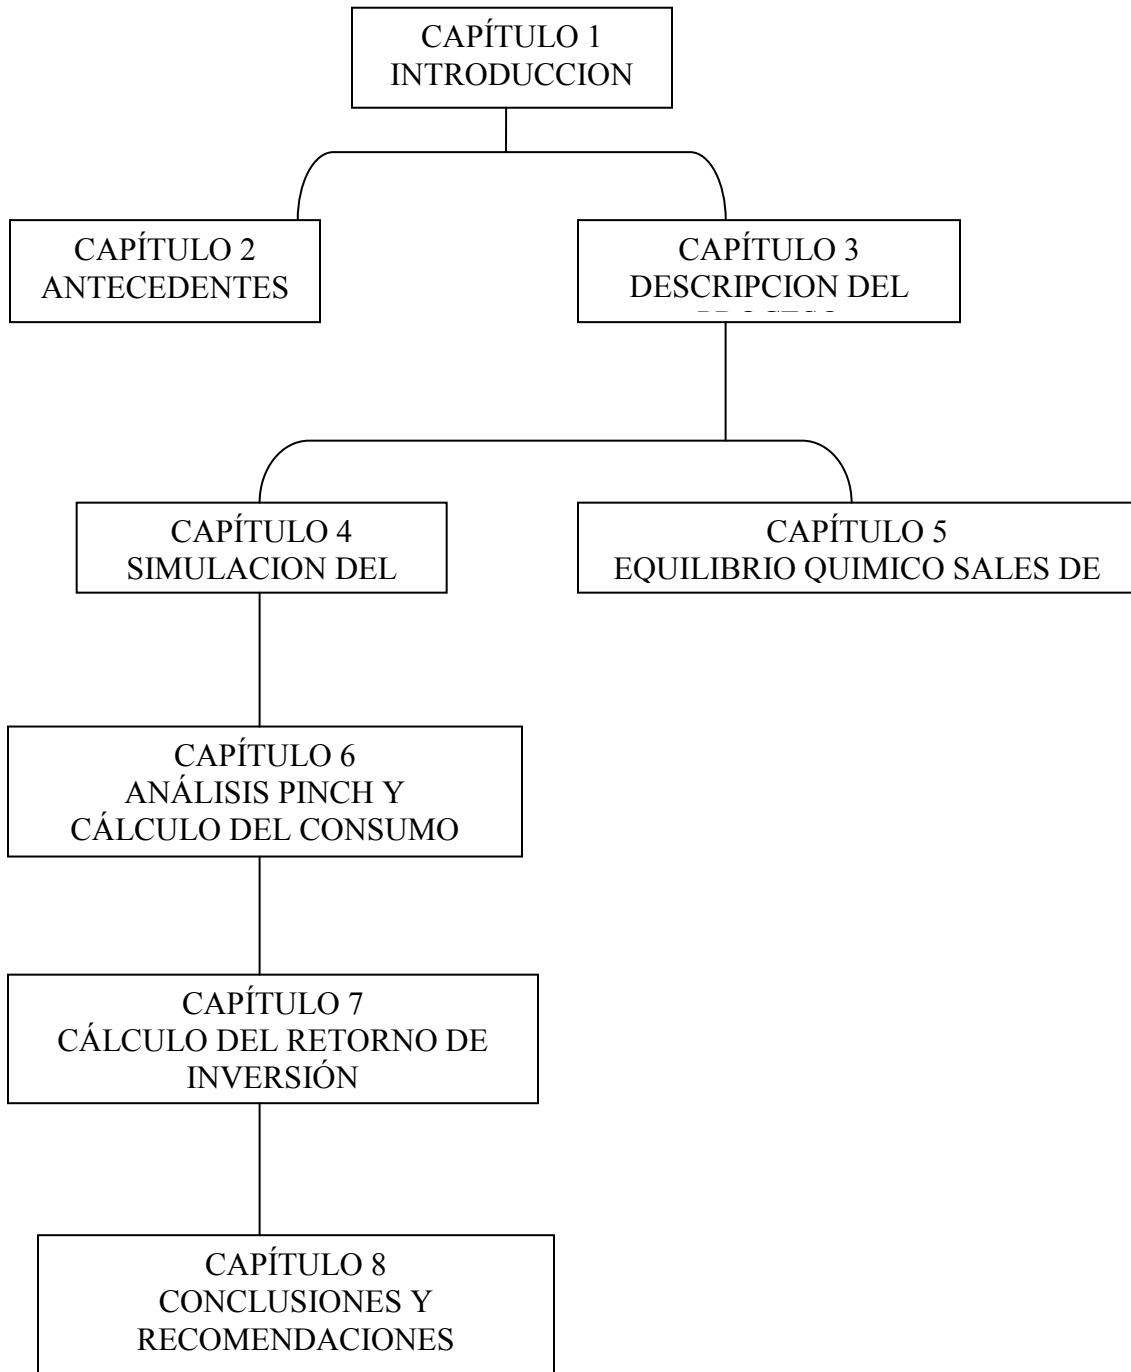 CAPÍTULO 1
INTRODUCCION
CAPÍTULO 2
ANTECEDENTES
CAPÍTULO 3
DESCRIPCION DEL
CAPÍTULO 4
SIMULACION DEL
CAPÍTULO 5
EQUILIBRIO QUIMICO SALES DE
CAPÍTULO 6
ANÁLISIS PINCH Y
CÁLCULO DEL CONSUMO
CAPÍTULO 7
CÁLCULO DEL RETORNO DE
INVERSIÓN
CAPÍTULO 8
CONCLUSIONES Y
RECOMENDACIONES